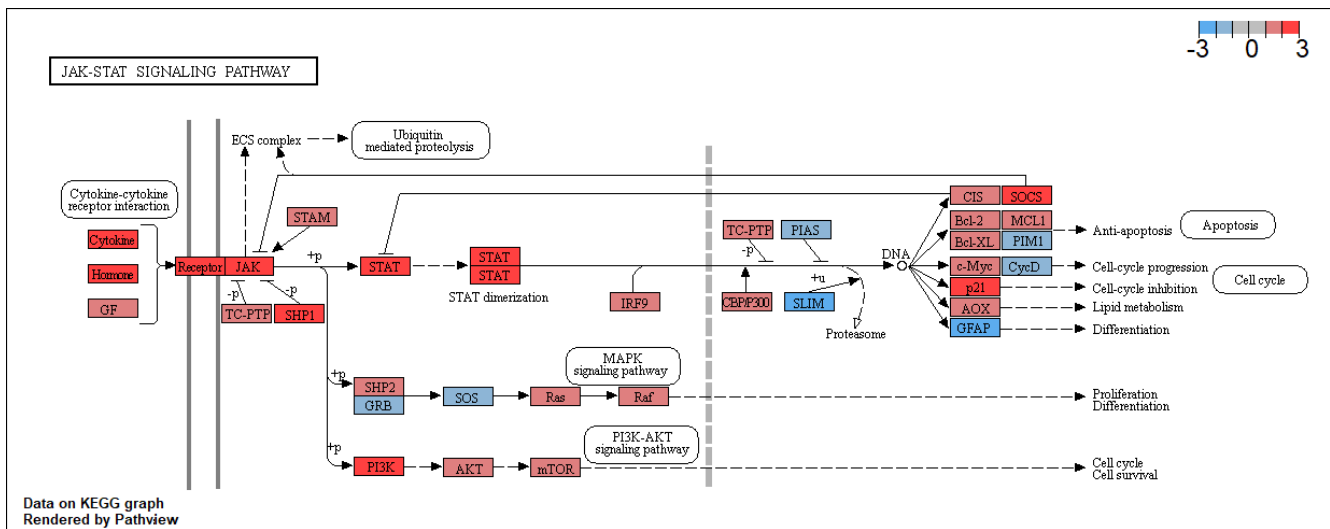 -3 0 3
JAK-STAT SIGNALING PATHWAY
ECS complex
Ubiquitin
mediated proteolysis
Cytokine-cytokine
receptor interaction
Cytokine
Hormone
GF
Receptor
JAK
STAM
+p
-p
-p
TC-PTP
SHP1
STAT
STAT
STAT
STAT dimerization
IRF9
TC-PTP
PIAS
-p
CBP/P300
+u
SLIM
Proteasome
DNA
CIS
SOCS
Bcl-2
MCL1
Bcl-XL
PIM1
Anti-apoptosis
Apoptosis
c-Myc
CycD
Cell-cycle progression
p21
Cell-cycle inhibition
Cell cycle
AOX
Lipid metabolism
GFAP
Differentiation
+p
SHP2
GRB
SOS
Ras
Raf
MAPK
signaling pathway
Proliferation
Differentiation
+p
PI3K
AKT
mTOR
PI3K-AKT
signaling pathway
Cell cycle
Cell survival
Data on KEGG graph
Rendered by Pathview